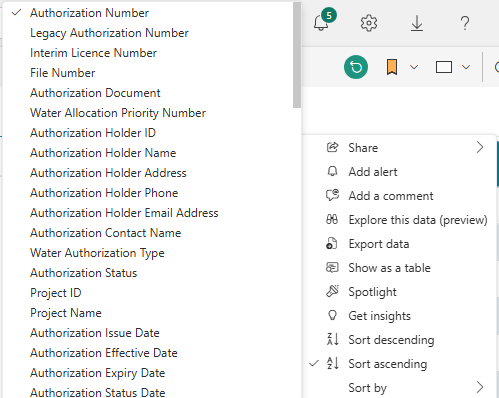 Authorization Number
Legacy Authorization Number
Interim Licence Number
File Number
Authorization Document
Water Allocation Priority Number
Authorization Holder ID
Authorization Holder Name
Authorization Holder Address
Authorization Holder Phone
Authorization Holder Email Address
Authorization Contact Name
Water Authorization Type
Authorization Status
Project ID
Project Name
Authorization Issue Date
Authorization Effective Date
Authorization Expiry Date
Authorization Status Date
5
?
Share
Add alert
Add a comment
Explore this data (preview)
Export data
Show as a table
Spotlight
Get insights
Sort descending
Sort ascending
Sort by